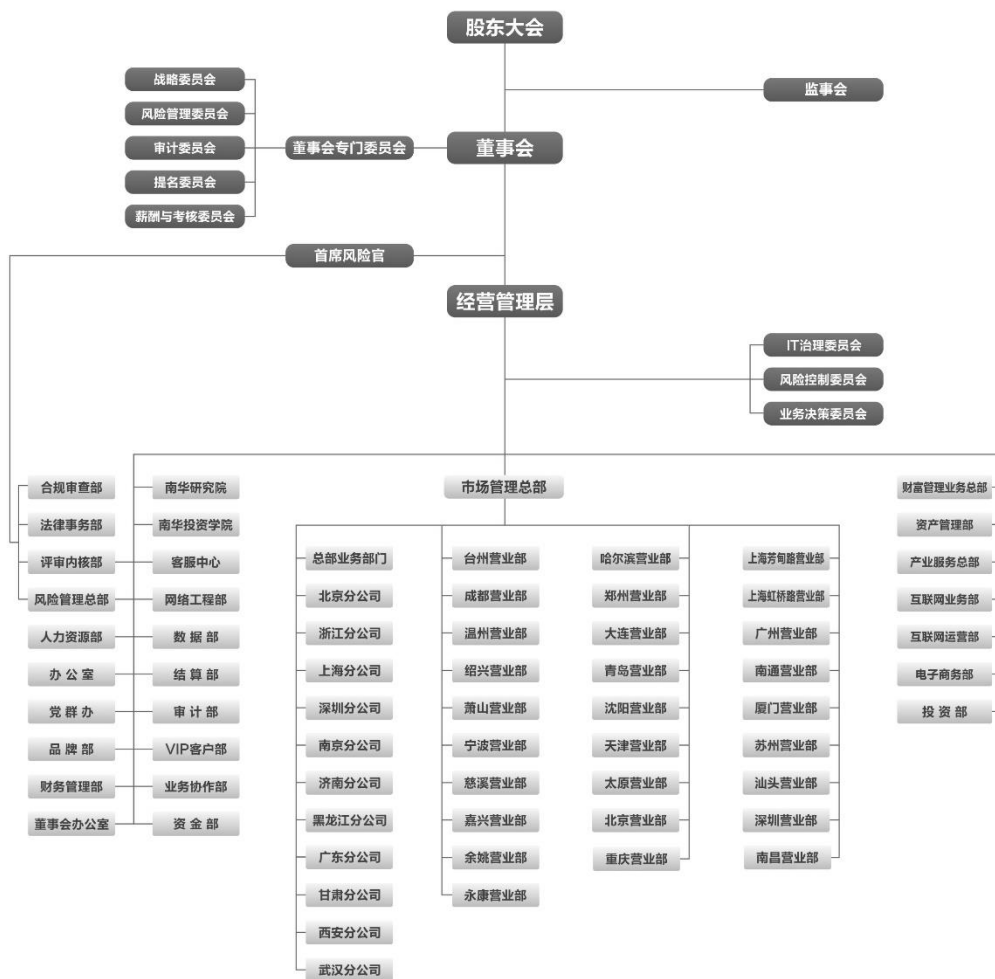 股东大会
监事会
战略委员会
风险管理委员会
审计委员会
提名委员会
薪酬与考核委员会
董事会专门委员会
董事会
首席风险官
经营管理层
IT治理委员会
风险控制委员会
业务决策委员会
合规审查部
法律事务部
评审内核部
风险管理总部
人力资源部
办公室
党群办
品牌部
财务管理部
董事会办公室
南华研究院
南华投资学院
客服中心
网络工程部
数据部
结算部
审计部
VIP客户部
业务协作部
资金部
市场管理总部
总部业务部门
北京分公司
浙江分公司
上海分公司
深圳分公司
南京分公司
济南分公司
黑龙江分公司
广东分公司
甘肃分公司
西安分公司
武汉分公司
台州营业部
成都营业部
温州营业部
绍兴营业部
萧山营业部
宁波营业部
慈溪营业部
嘉兴营业部
余姚营业部
永康营业部
哈尔滨营业部
郑州营业部
大连营业部
青岛营业部
沈阳营业部
天津营业部
太原营业部
北京营业部
重庆营业部
上海芳甸路营业部
上海虹桥路营业部
广州营业部
南通营业部
厦门营业部
苏州营业部
汕头营业部
深圳营业部
南昌营业部
财富管理业务总部
资产管理部
产业服务总部
互联网业务部
互联网运营部
电子商务部
投资部